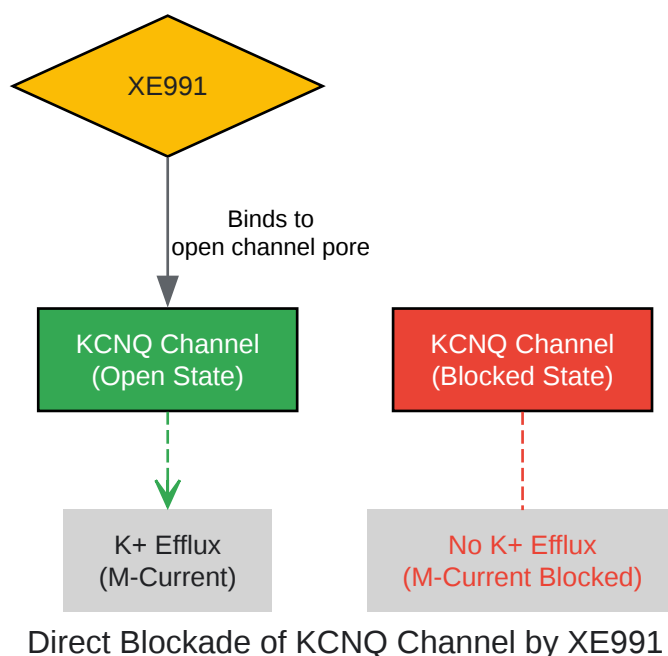 XE991
Binds to
open channel pore
KCNQ Channel
(Open State)
KCNQ Channel
(Blocked State)
K+ Efflux
(M-Current)
No K+ Efflux
(M-Current Blocked)
Direct Blockade of KCNQ Channel by XE991